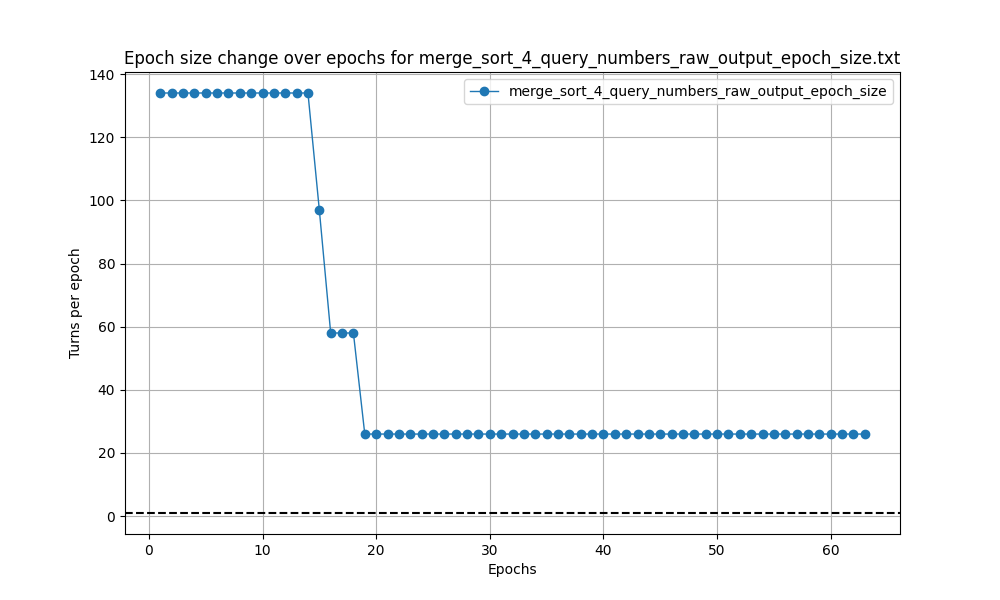 Epoch size change over epochs for merge_sort_4_query_numbers_raw_output_epoch_size.txt
merge_sort_4_query_numbers_raw_output_epoch_size
Turns per epoch
140
120
100
80
60
40
20
0
0 10 20 30 40 50 60
Epochs